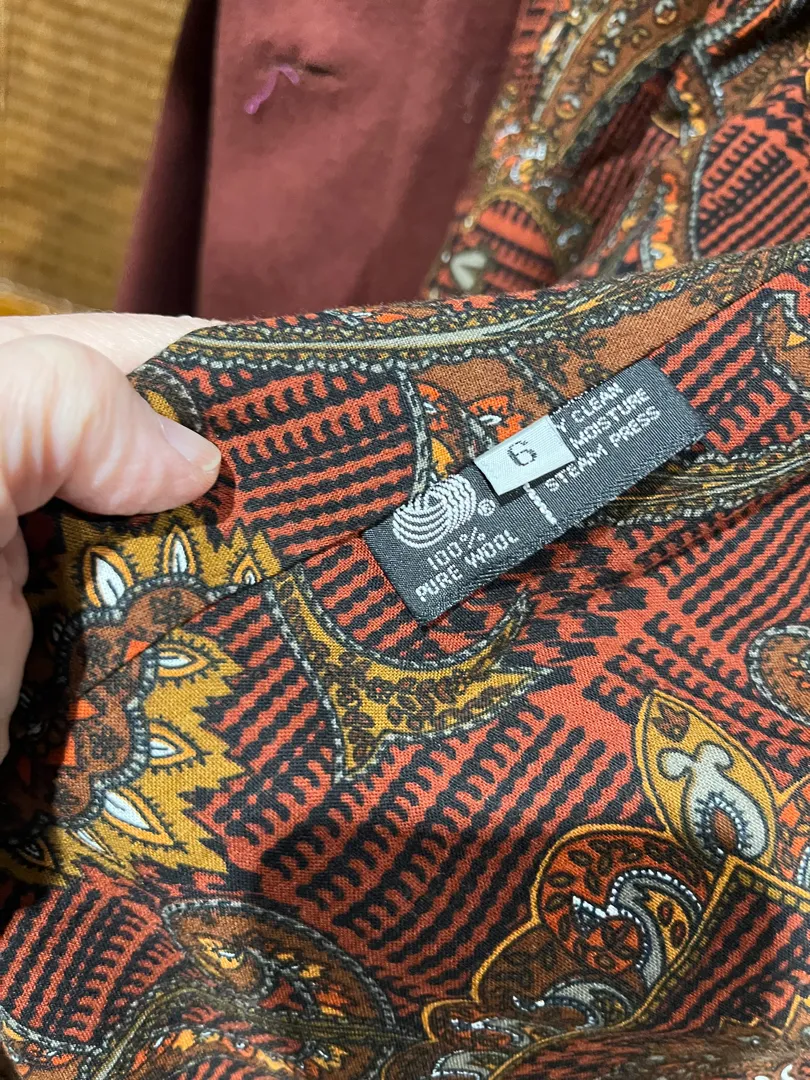 6
Y CLEAN
MOISTURE
STEAM PRESS
®
100%
PURE WOOL